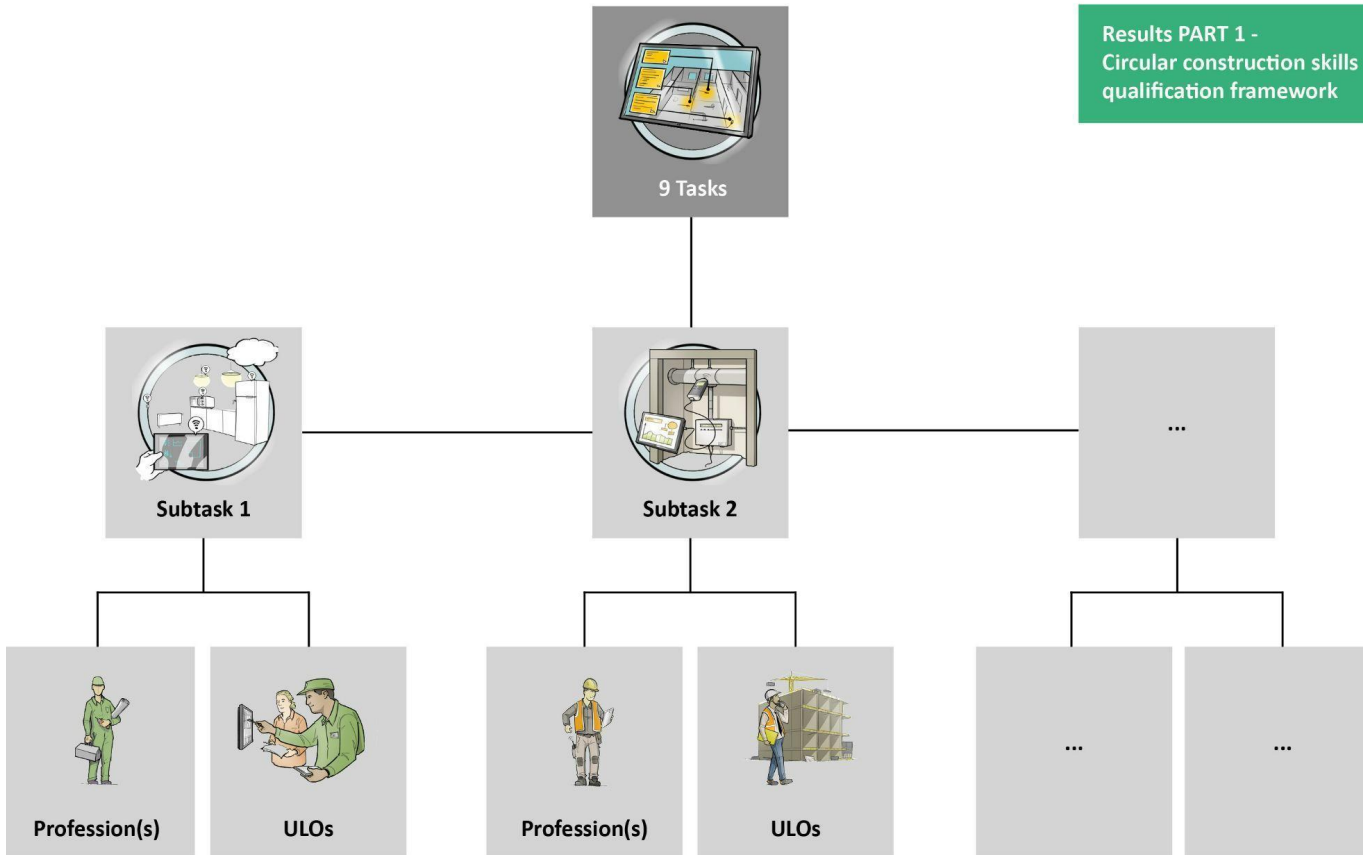 Results PART 1 -
Circular construction skills
qualification framework
9 Tasks
Subtask 1
Subtask 2
...
Profession(s)
ULOs
Profession(s)
ULOs
...
...